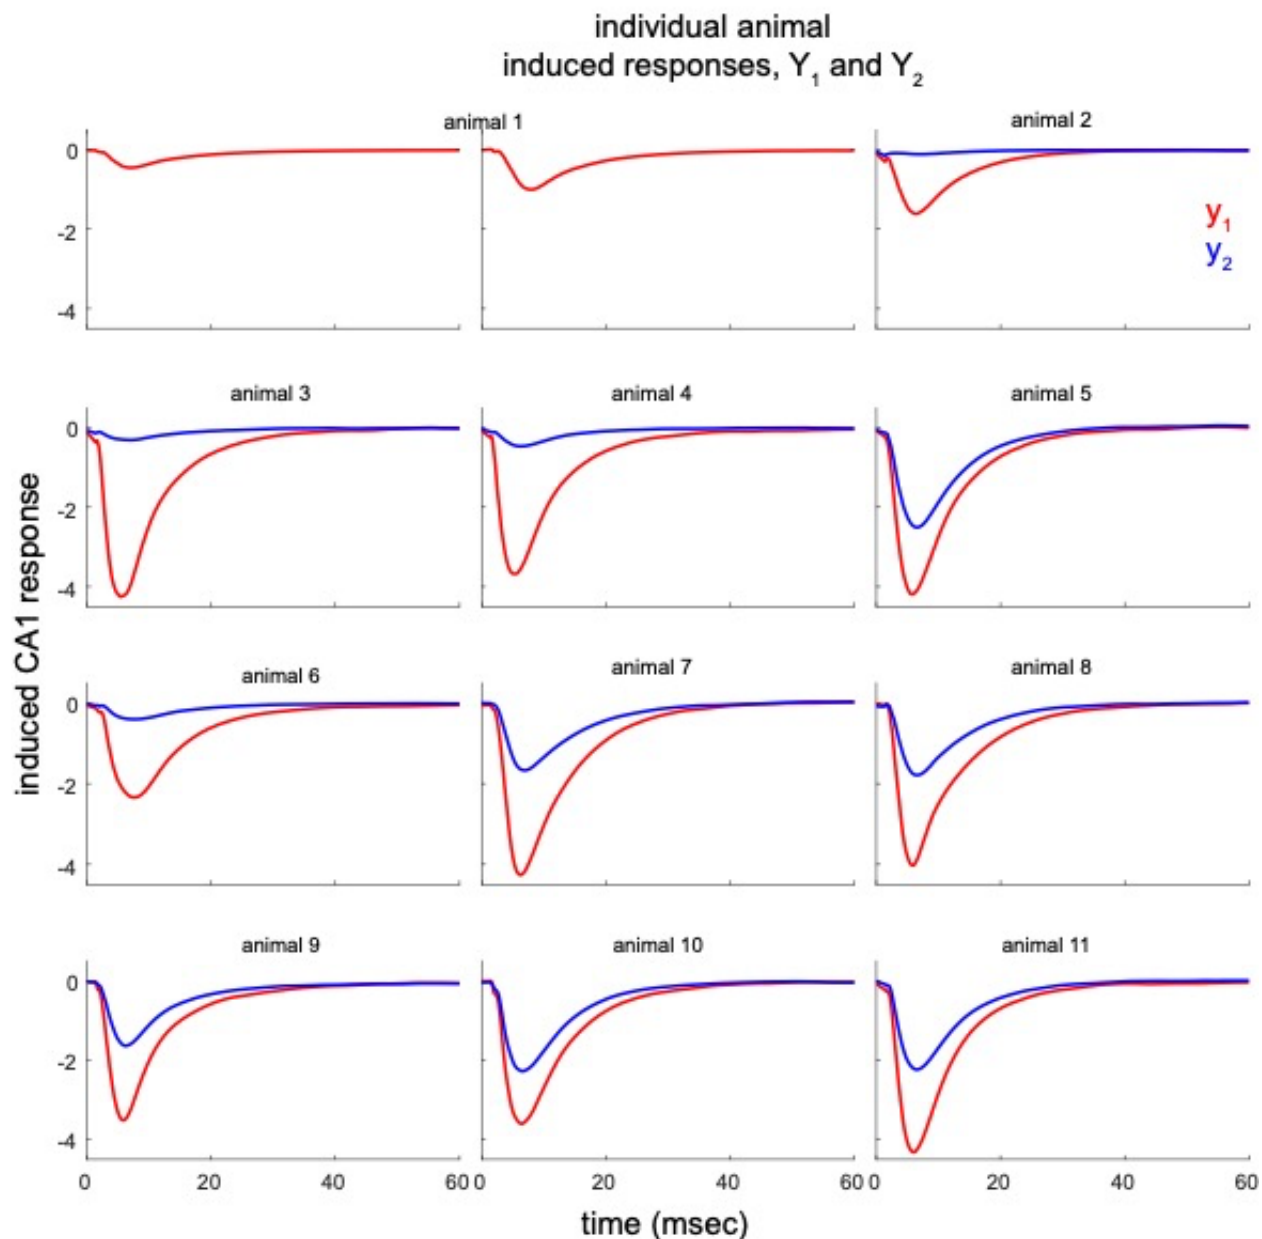 individual animal
induced responses, Y₁ and Y₂
animal 1
animal 2
0
-2
-4
y₁
y₂
animal 3
animal 4
animal 5
0
-2
-4
induced CA1 response
animal 6
animal 7
animal 8
0
-2
-4
animal 9
animal 10
animal 11
0
-2
-4
0 20 40 60 0 20 40 60 0 20 40 60
time (msec)